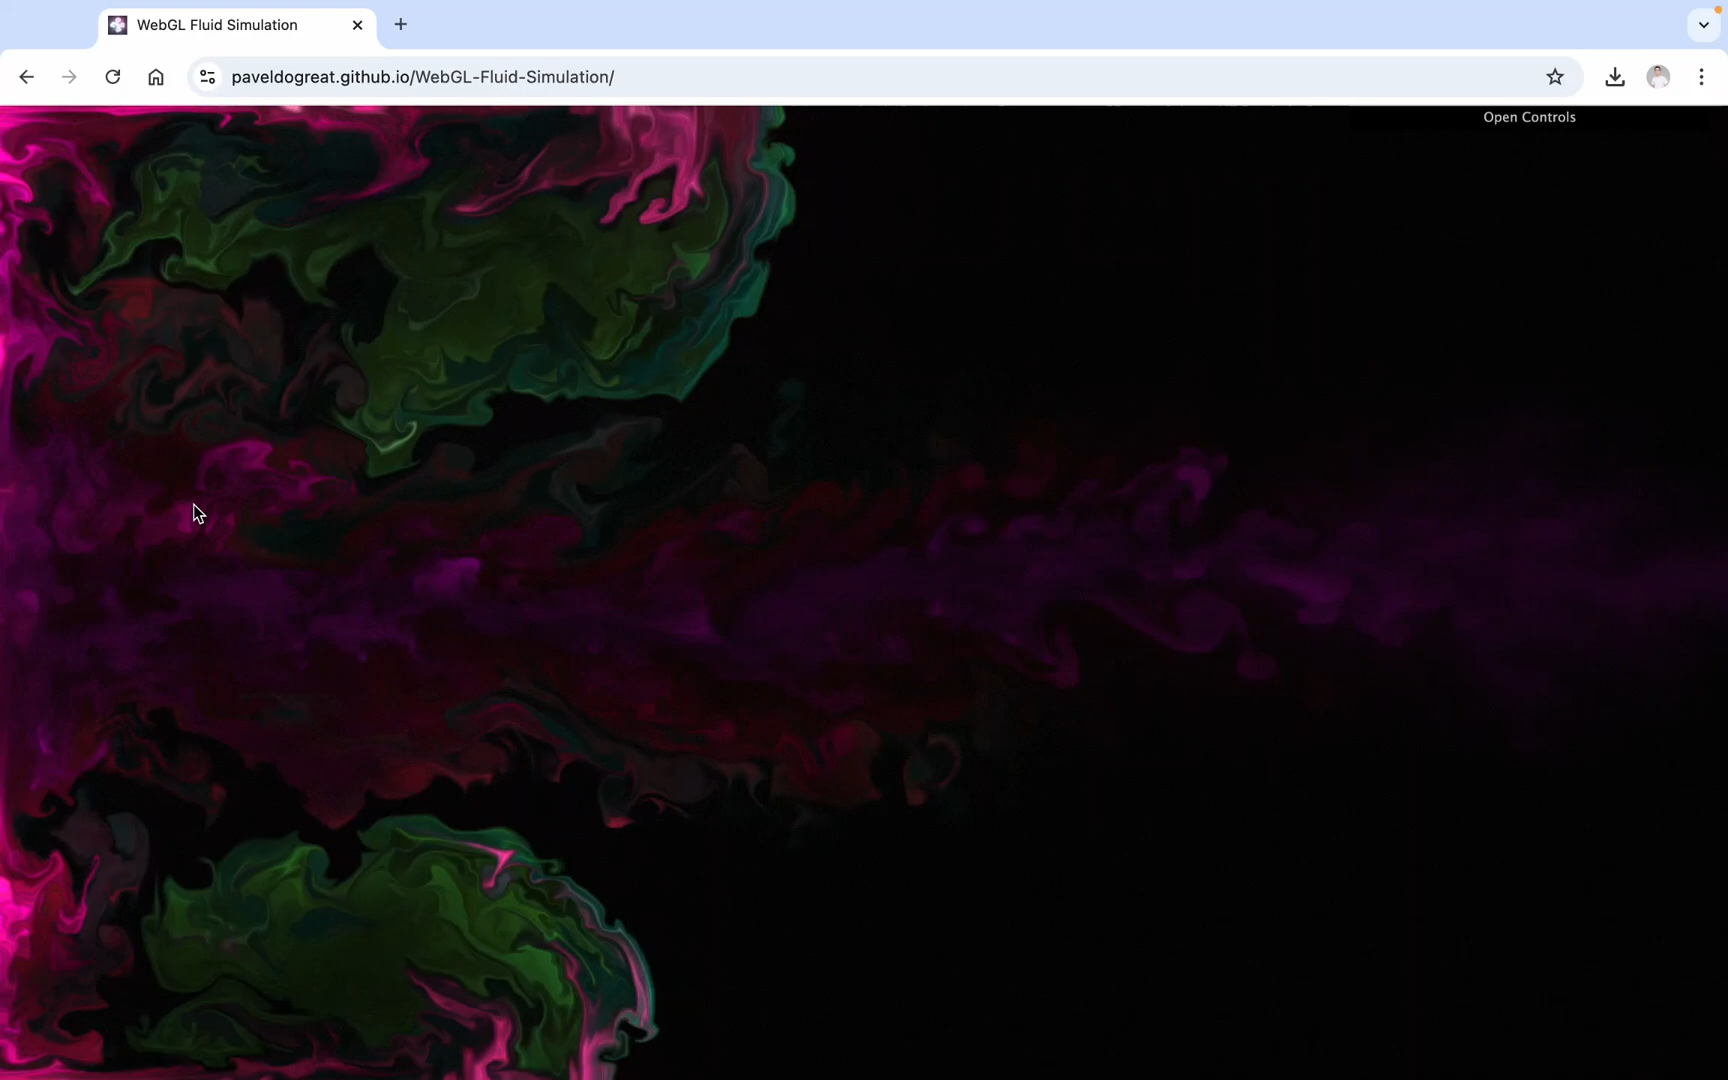 WebGL Fluid Simulation
paveldogreat.github.io/WebGL-Fluid-Simulation/
Open Controls